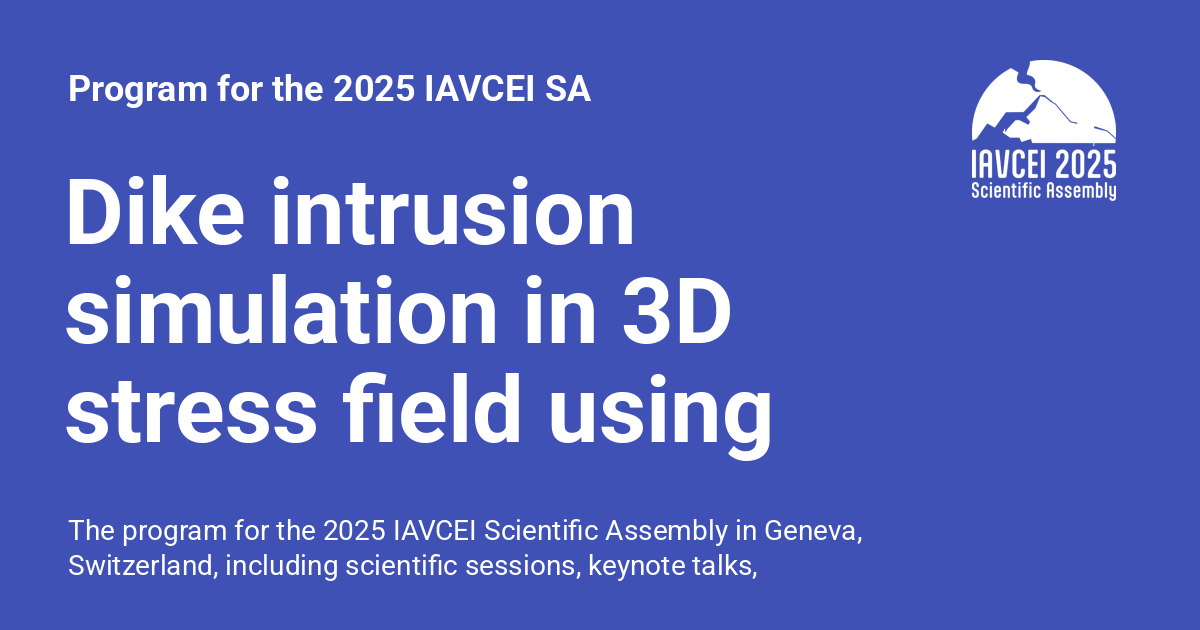 Program for the 2025 IAVCEI SA
IAVCEI 2025
Scientific Assembly
Dike intrusion
simulation in 3D
stress field using
The program for the 2025 IAVCEI Scientific Assembly in Geneva,
Switzerland, including scientific sessions, keynote talks,